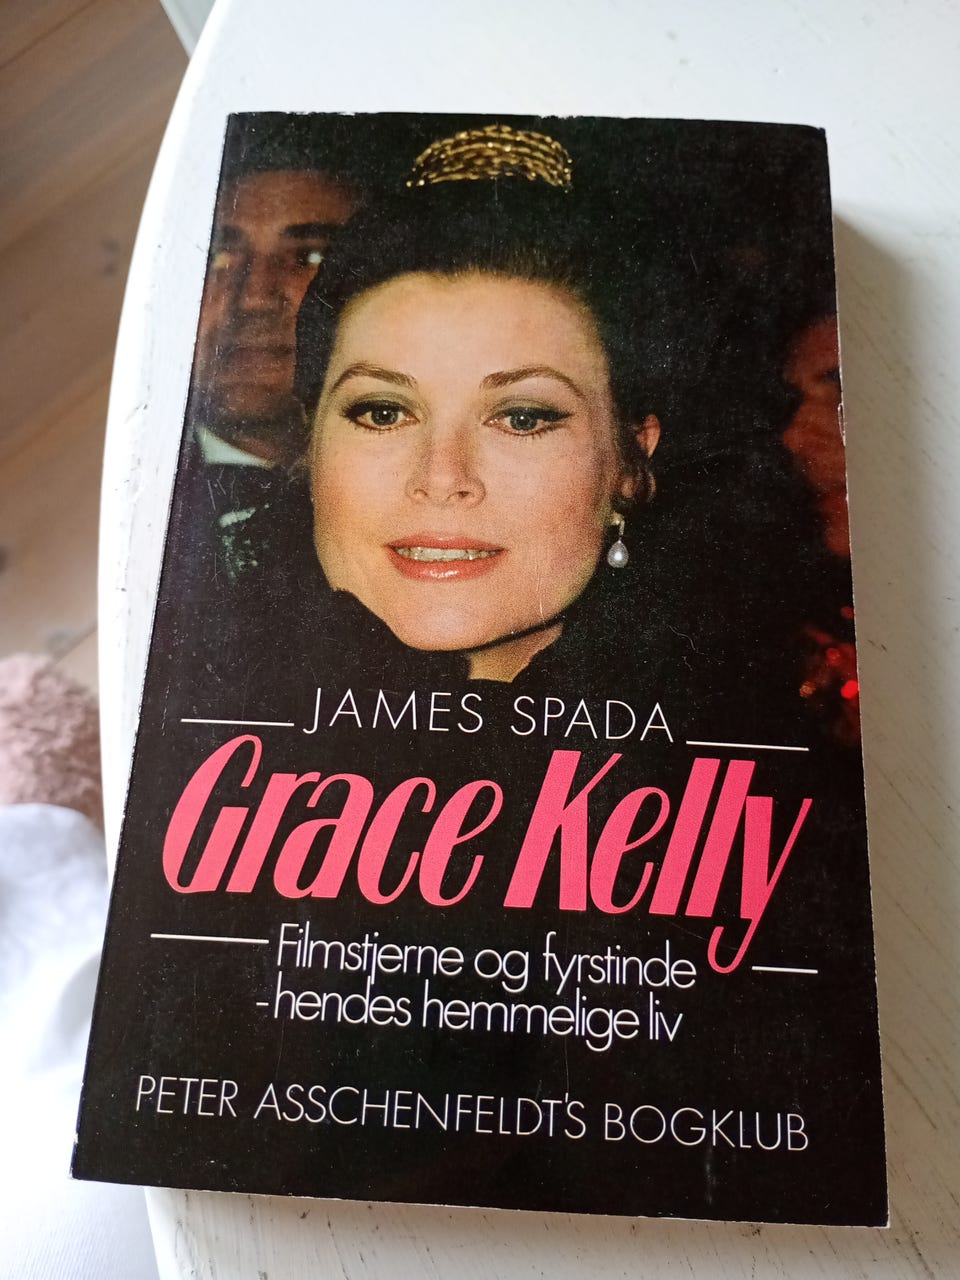 JAMES SPADA
Grace Kelly
Filmstjerne og fyrstinde
-hendes hemmelige liv
PETER ASSCHENFELDT'S BOGKLUB